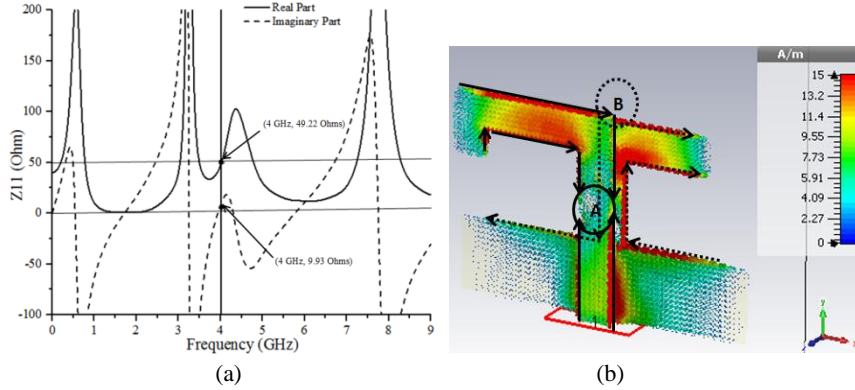 200
150
100
50
0
-50
-100
Z11 (Ohm)
Real Part
Imaginary Part
(4 GHz, 49.22 Ohms)
(4 GHz, 9.93 Ohms)
0 1 2 3 4 5 6 7 8 9
Frequency (GHz)
(a)
A/m
15
13.2
11.4
9.55
7.73
5.91
4.09
2.27
0
B
A
y
z
x
(b)